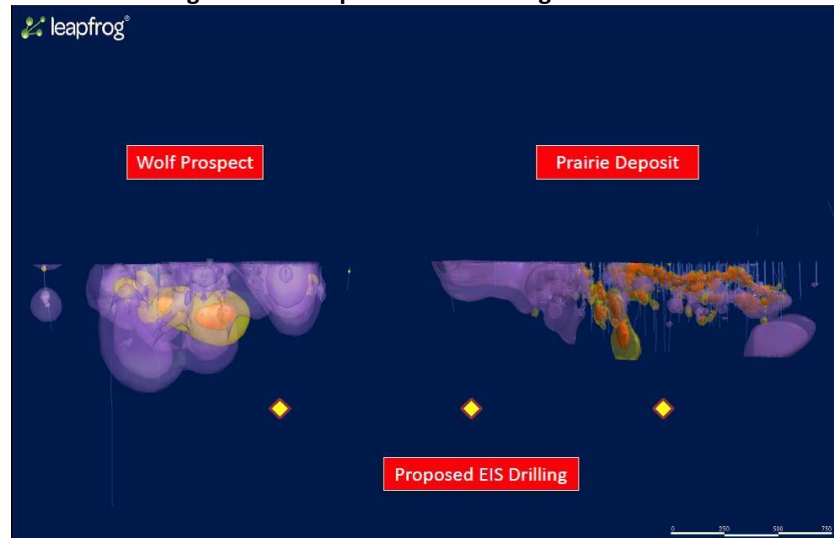 leapfrog®
Wolf Prospect
Prairie Deposit
Proposed EIS Drilling
0 250 500 750